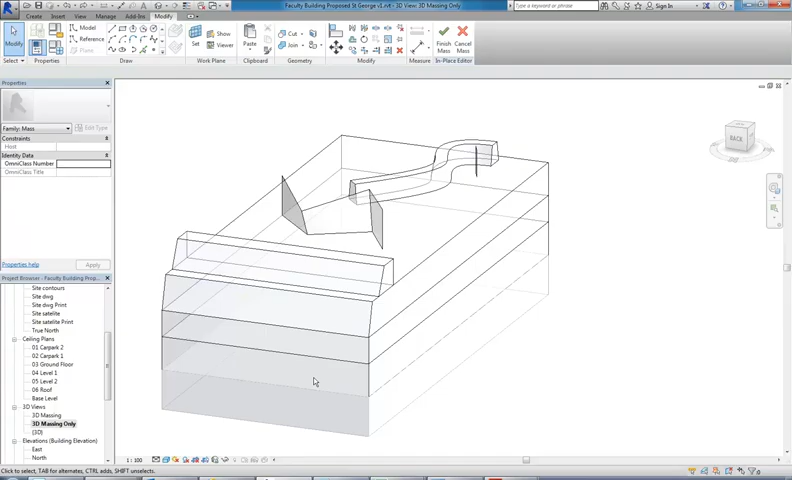 Faculty Building Proposed St George v1.rvt - 3D View: 3D Massing Only
Type a keyword or phrase
Sign In
Create Insert View Manage Add-Ins Modify
Modify
Model
Reference
Plane
Set
Show
Viewer
Paste
Cut
Join
Finish Mass
Cancel Mass
Select Properties Draw Work Plane Clipboard Geometry Modify Measure In-Place Editor
Properties
Family: Mass
Edit Type
Constraints
Host
Identity Data
OmniClass Number
OmniClass Title
Properties help
Apply
Project Browser - Faculty Building Prop...
Site contours
Site dwg
Site dwg Print
Site satelite
Site satelite Print
True North
Ceiling Plans
01 Carpark 2
02 Carpark 1
03 Ground Floor
04 Level 1
05 Level 2
06 Roof
Base Level
3D Views
3D Massing
3D Massing Only
{3D}
Elevations (Building Elevation)
East
North
BACK
1 : 100
Click to select, TAB for alternates, CTRL adds, SHIFT unselects.
:0